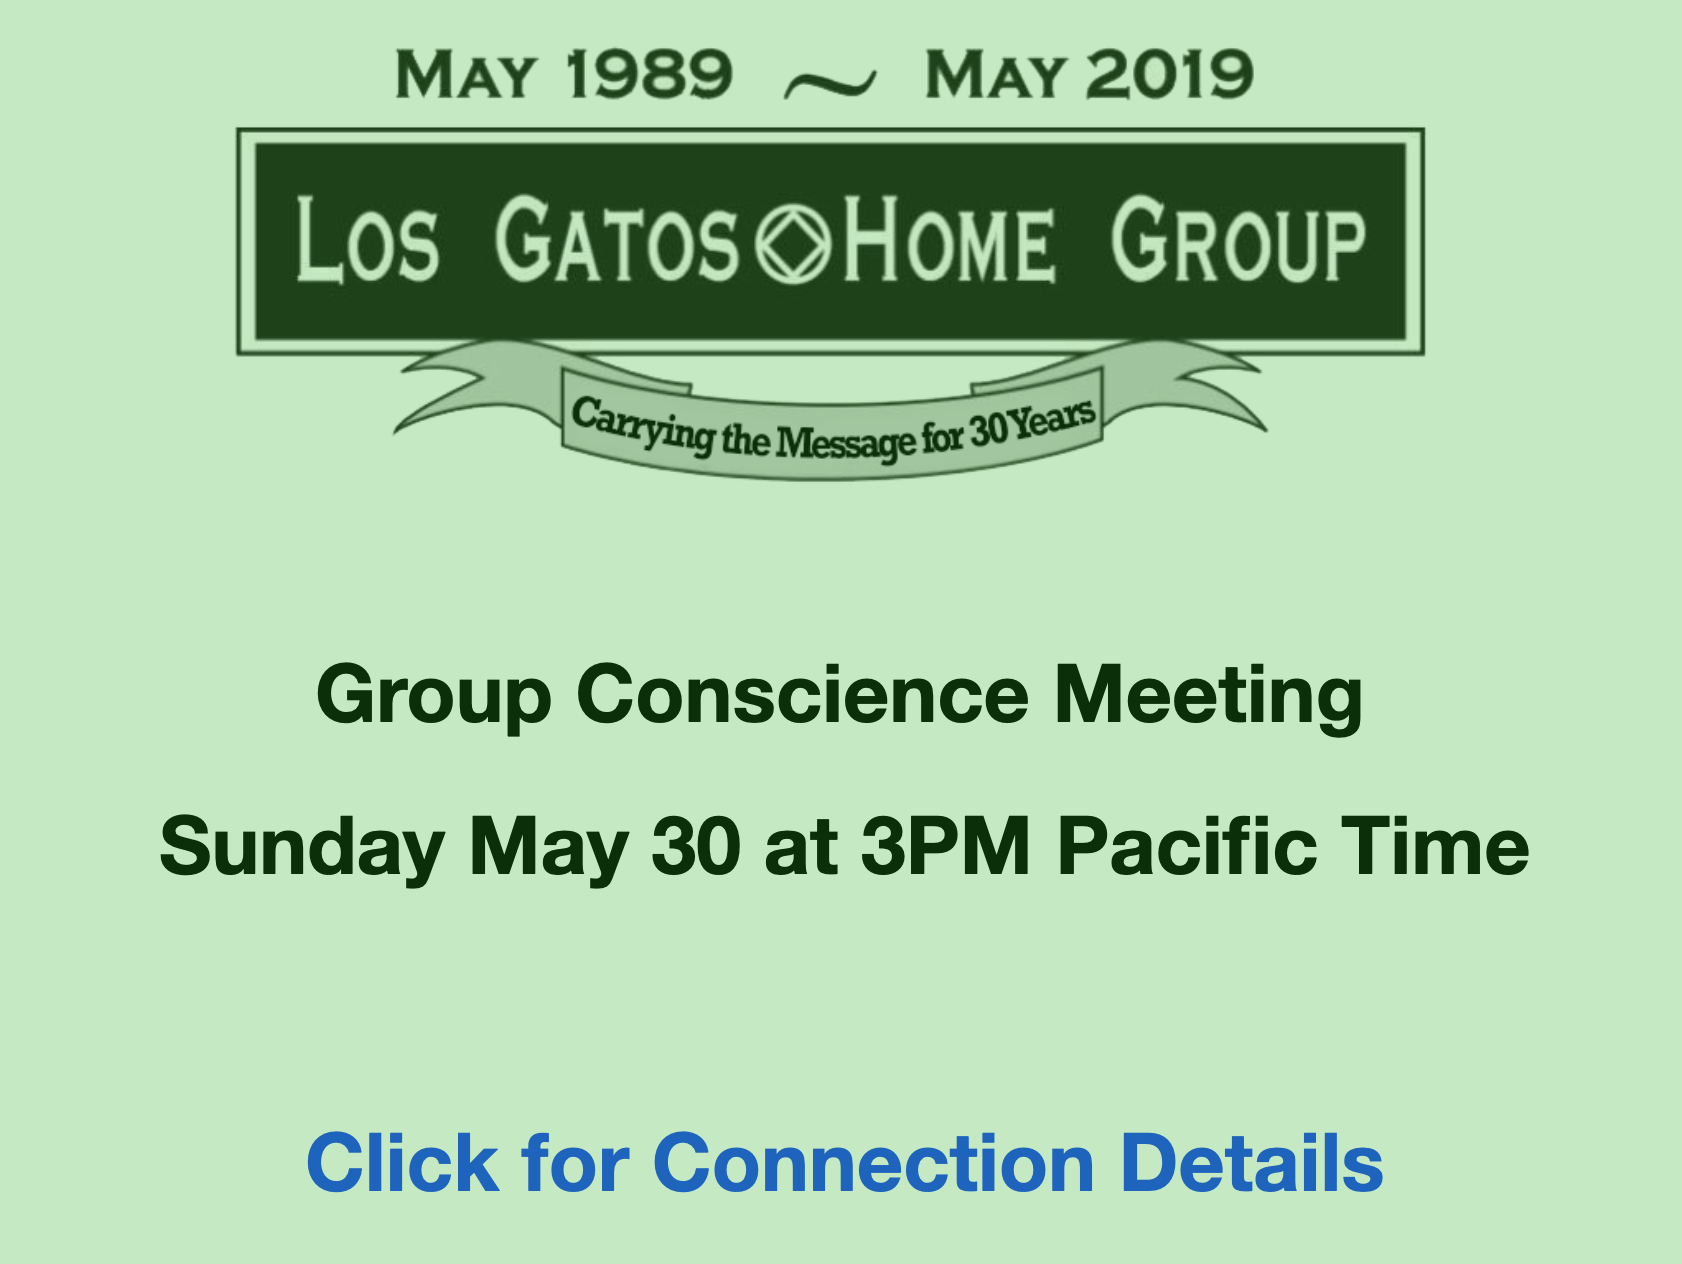 May 1989 ~ May 2019
Los Gatos Home Group
Carrying the Message for 30 Years
Group Conscience Meeting
Sunday May 30 at 3PM Pacific Time
Click for Connection Details